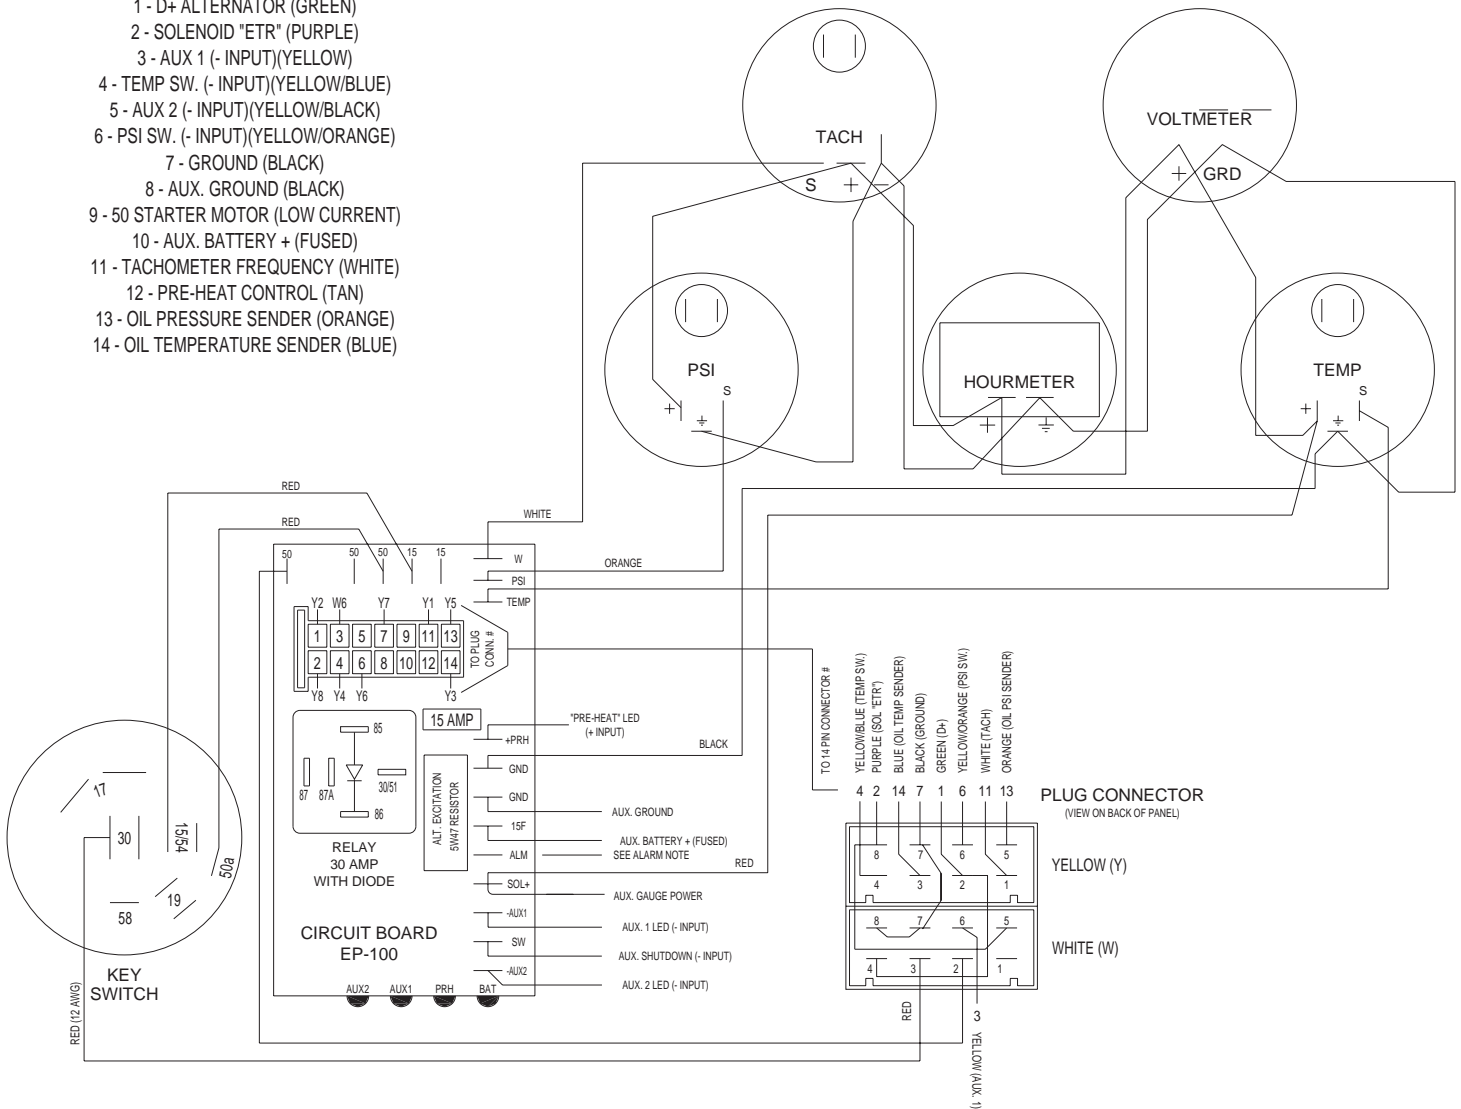 1 - D+ ALTERNATOR (GREEN)
2 - SOLENOID "ETR" (PURPLE)
3 - AUX 1 (- INPUT)(YELLOW)
4 - TEMP SW. (- INPUT)(YELLOW/BLUE)
5 - AUX 2 (- INPUT)(YELLOW/BLACK)
6 - PSI SW. (- INPUT)(YELLOW/ORANGE)
7 - GROUND (BLACK)
8 - AUX. GROUND (BLACK)
9 - 50 STARTER MOTOR (LOW CURRENT)
10 - AUX. BATTERY + (FUSED)
11 - TACHOMETER FREQUENCY (WHITE)
12 - PRE-HEAT CONTROL (TAN)
13 - OIL PRESSURE SENDER (ORANGE)
14 - OIL TEMPERATURE SENDER (BLUE)
TACH
S + -
VOLTMETER
+ GRD
PSI
S
+
HOURMETER
+
TEMP
S
+
RED
RED
WHITE
ORANGE
50 50 50 15 15
W
PSI
TEMP
Y2 W6 Y7 Y1 Y5
1 3 5 7 9 11 13
2 4 6 8 10 12 14
Y8 Y4 Y6 Y3
TO PLUG
CONN. #
15 AMP
85
87 87A 30/51
86
RELAY
30 AMP
WITH DIODE
ALT. EXCITATION
5W47 RESISTOR
+PRH
GND
GND
15F
ALM
SOL+
-AUX1
SW
-AUX2
"PRE-HEAT" LED
(+ INPUT)
BLACK
AUX. GROUND
AUX. BATTERY + (FUSED)
SEE ALARM NOTE
RED
AUX. GAUGE POWER
AUX. 1 LED (- INPUT)
AUX. SHUTDOWN (- INPUT)
AUX. 2 LED (- INPUT)
CIRCUIT BOARD
EP-100
AUX2 AUX1 PRH BAT
17
30
15/54
50a
19
58
KEY
SWITCH
RED (12 AWG)
TO 14 PIN CONNECTOR #
YELLOW/BLUE (TEMP SW.)
PURPLE (SOL "ETR")
BLUE (OIL TEMP SENDER)
BLACK (GROUND)
GREEN (D+)
YELLOW/ORANGE (PSI SW.)
WHITE (TACH)
ORANGE (OIL PSI SENDER)
4 2 14 7 1 6 11 13
PLUG CONNECTOR
(VIEW ON BACK OF PANEL)
8 7 6 5
4 3 2 1
YELLOW (Y)
8 7 6 5
4 3 2 1
WHITE (W)
RED
3
YELLOW (AUX. 1)